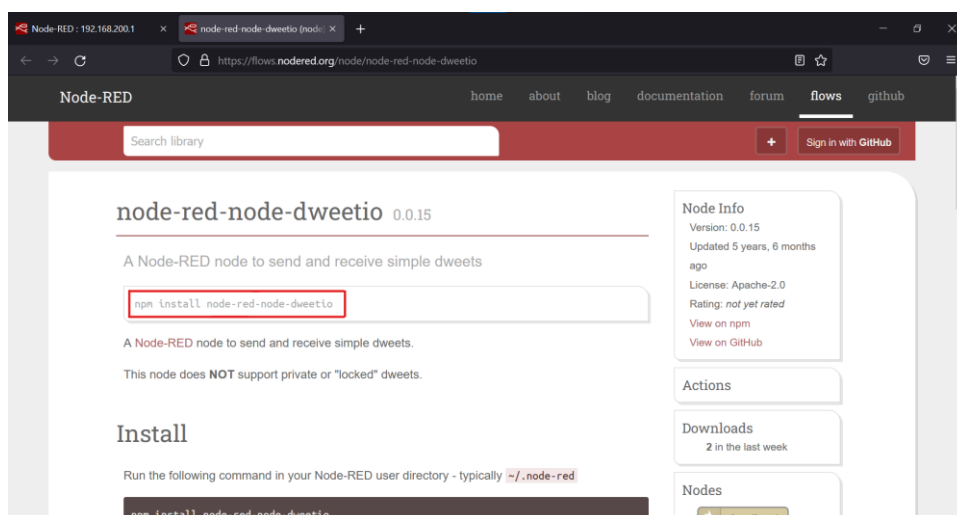 Node-RED : 192.168.200.1
node-red-node-dweetio (node)
https://flows.nodered.org/node/node-red-node-dweetio
Node-RED
home about blog documentation forum flows github
Search library
+ Sign in with GitHub
node-red-node-dweetio 0.0.15
A Node-RED node to send and receive simple dweets
npm install node-red-node-dweetio
A Node-RED node to send and receive simple dweets.
This node does NOT support private or "locked" dweets.
Install
Run the following command in your Node-RED user directory - typically ~/.node-red
npm install node-red-node-dweetio
Node Info
Version: 0.0.15
Updated 5 years, 6 months
ago
License: Apache-2.0
Rating: not yet rated
View on npm
View on GitHub
Actions
Downloads
2 in the last week
Nodes